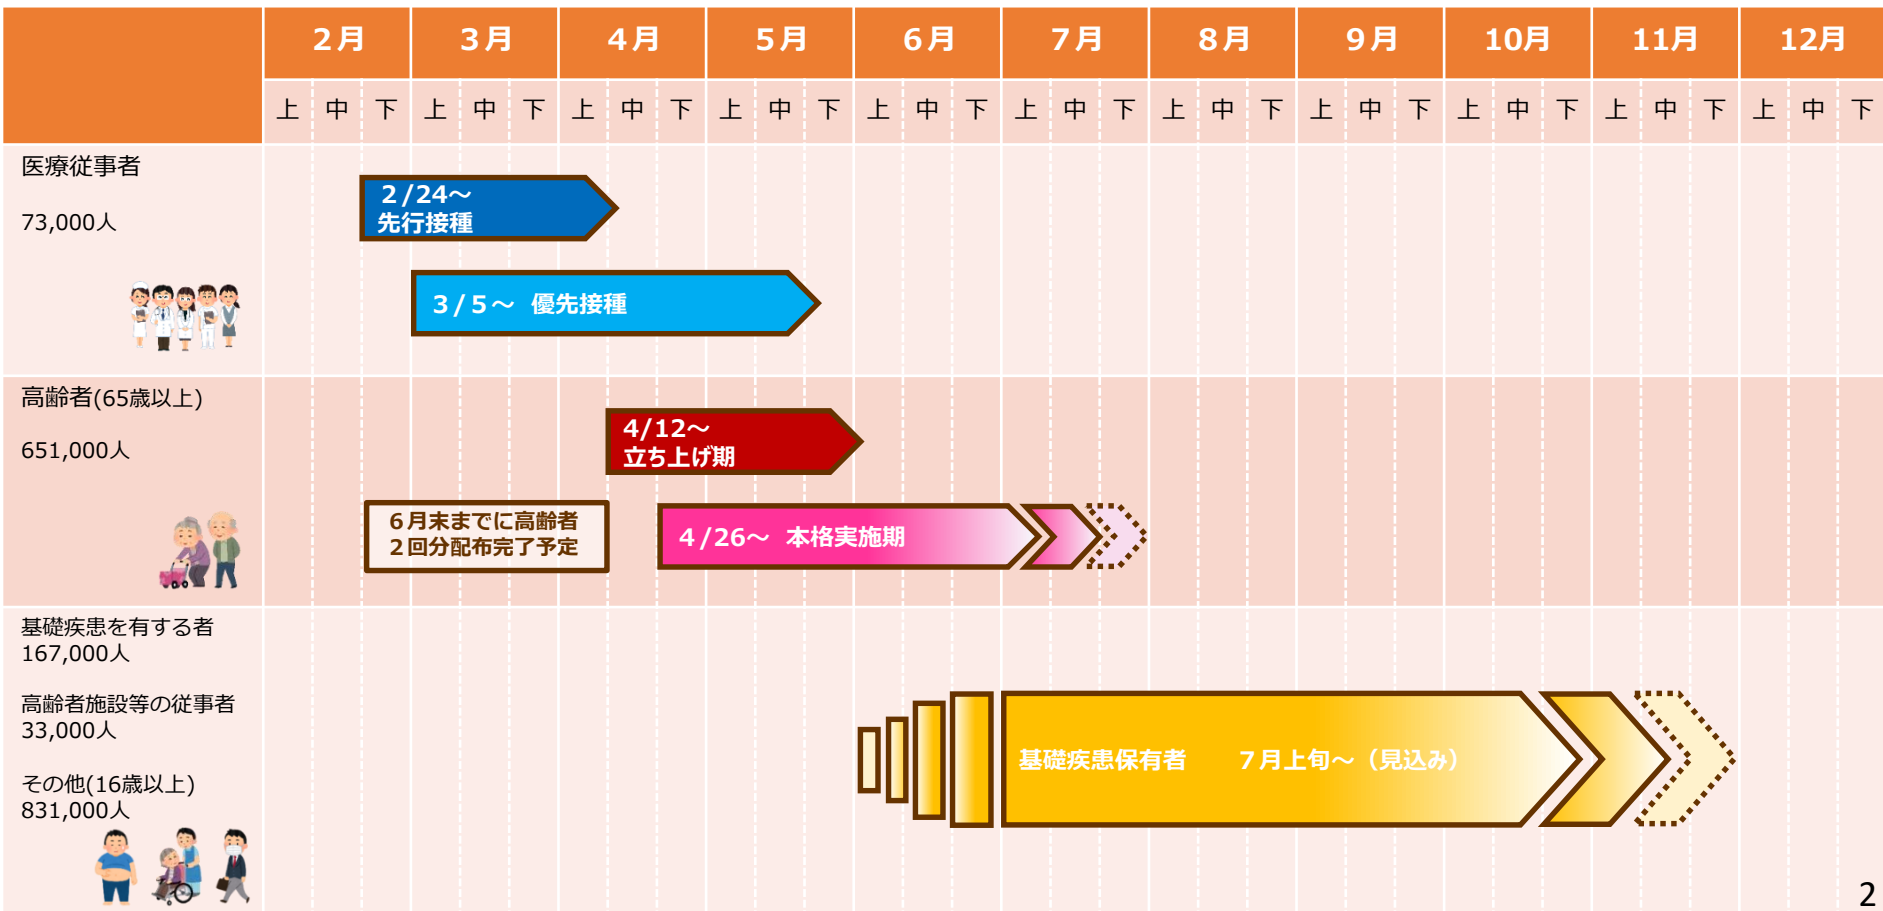 2月 3月 4月 5月 6月 7月 8月 9月 10月 11月 12月
上 中 下 上 中 下 上 中 下 上 中 下 上 中 下 上 中 下 上 中 下 上 中 下 上 中 下 上 中 下 上 中 下
医療従事者
73,000人
2/24～
先行接種
3/5～ 優先接種
高齢者(65歳以上)
651,000人
4/12～
立ち上げ期
6月末までに高齢者
2回分配布完了予定
4/26～ 本格実施期
基礎疾患を有する者
167,000人
高齢者施設等の従事者
33,000人
その他(16歳以上)
831,000人
基礎疾患保有者 7月上旬～（見込み）
2